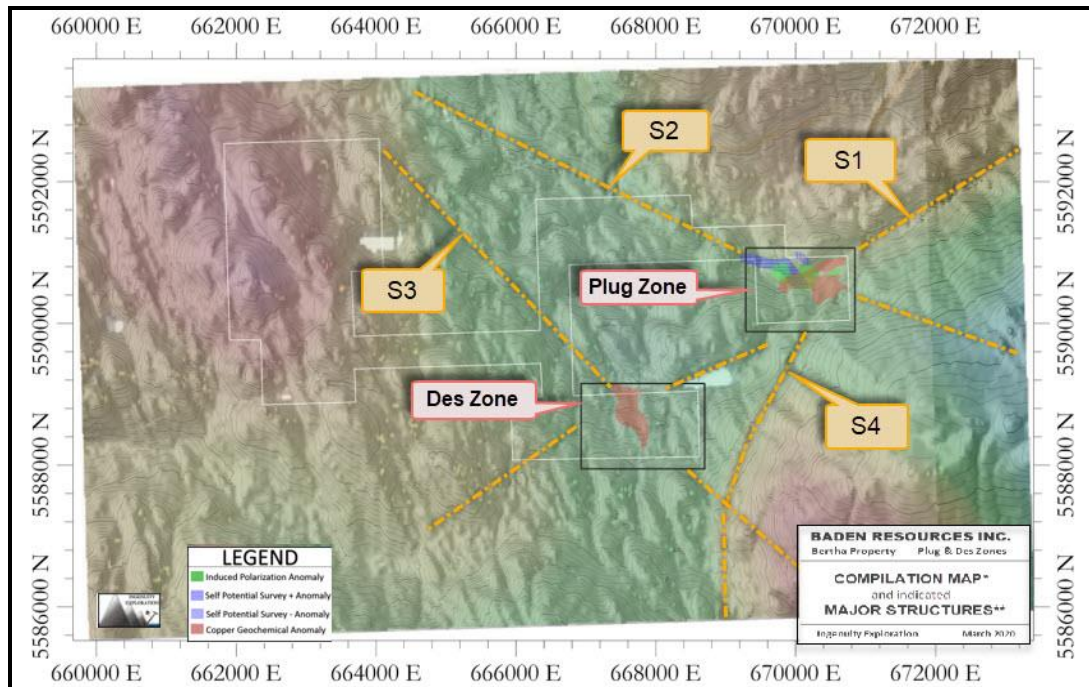 660000 E 662000 E 664000 E 666000 E 668000 E 670000 E 672000 E
5592000 N
5590000 N
5588000 N
5586000 N
S2
S1
S3
Plug Zone
Des Zone
S4
5592000 N
5590000 N
5588000 N
5586000 N
LEGEND
Induced Polarization Anomaly
Self Potential Survey + Anomaly
Self Potential Survey - Anomaly
Copper Geochemical Anomaly
INGENUITY
EXPLORATION
BADEN RESOURCES INC.
Bertha Property Plug & Des Zones
COMPILATION MAP*
and indicated
MAJOR STRUCTURES**
Ingenuity Exploration March 2020
660000 E 662000 E 664000 E 666000 E 668000 E 670000 E 672000 E